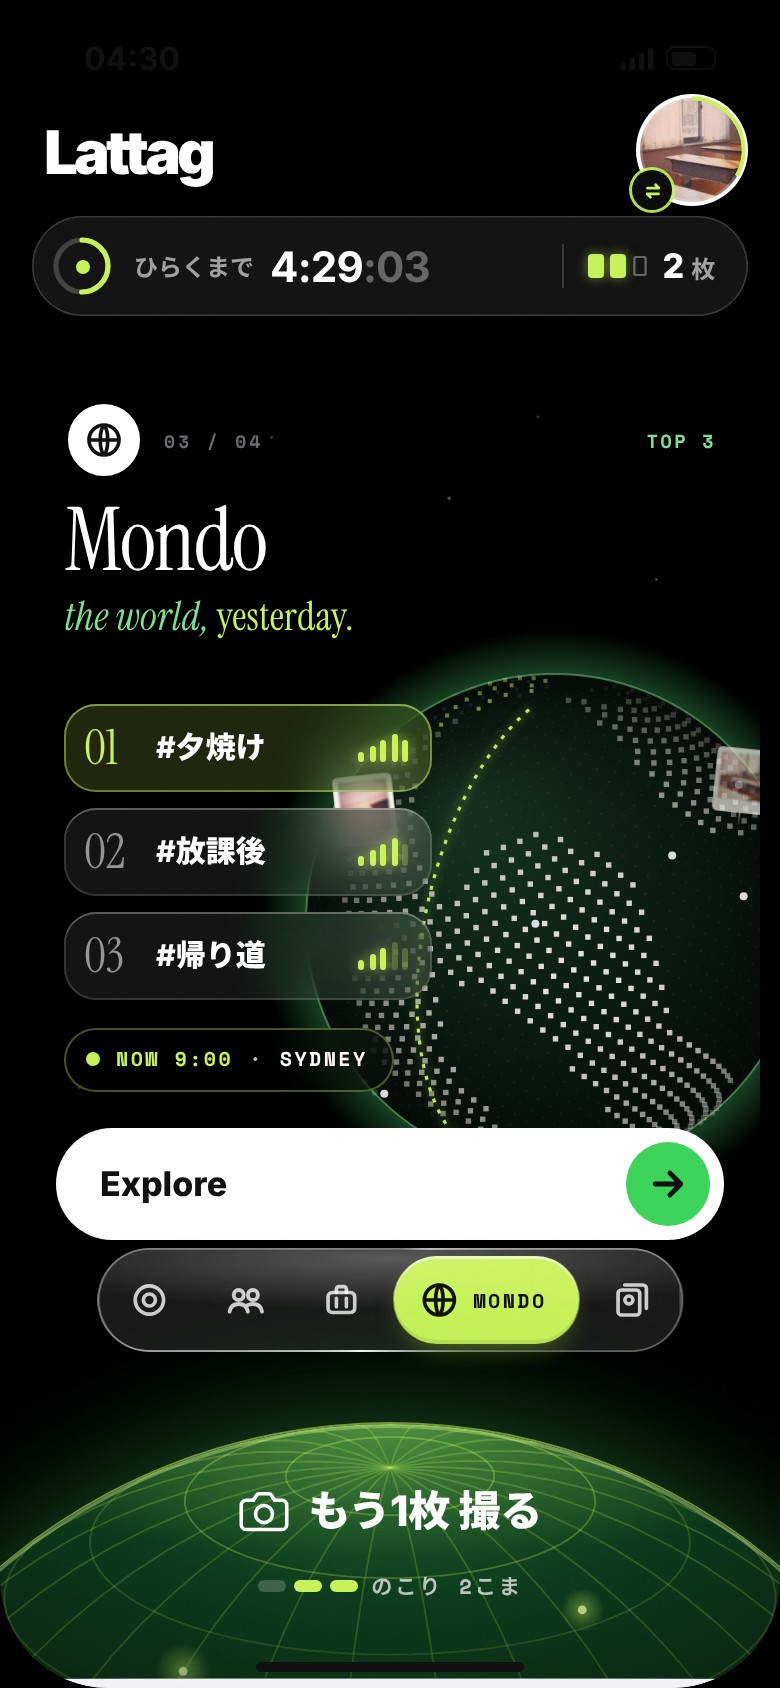 04:30
Lattag
ひらくまで 4:29:03 2 枚
03 / 04 TOP 3
Mondo
the world, yesterday.
01 #夕焼け
02 #放課後
03 #帰り道
NOW 9:00 · SYDNEY
Explore
MONDO
もう1枚 撮る
のこり 2こま